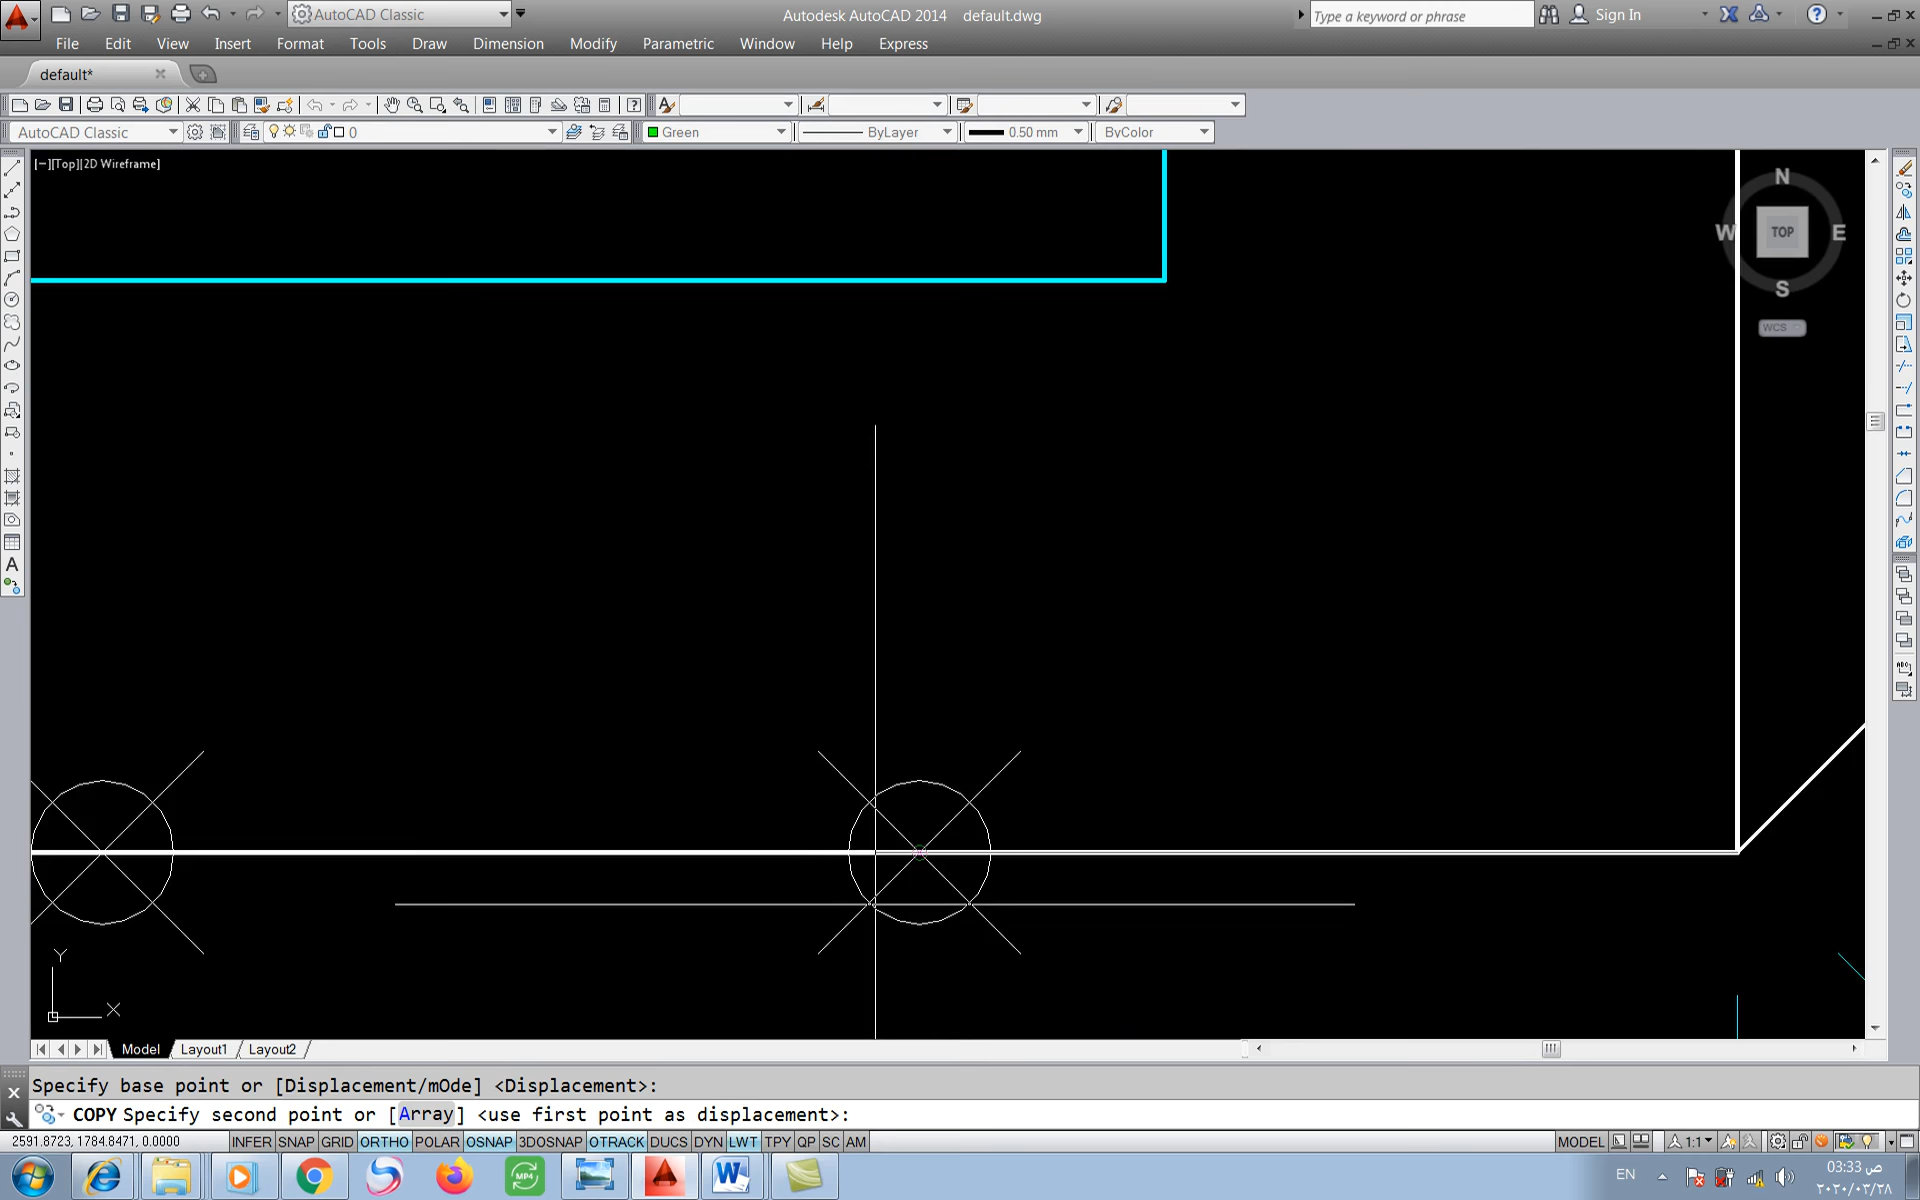 AutoCAD Classic
Autodesk AutoCAD 2014 default.dwg
Type a keyword or phrase
Sign In
File Edit View Insert Format Tools Draw Dimension Modify Parametric Window Help Express
default*
AutoCAD Classic
0
Green
ByLayer
0.50 mm
ByColor
[−][Top][2D Wireframe]
N
W TOP E
S
WCS
Y
X
Model Layout1 Layout2
Specify base point or [Displacement/mOde] <Displacement>:
COPY Specify second point or [Array] <use first point as displacement>:
2591.8723, 1784.8471, 0.0000 INFER SNAP GRID ORTHO POLAR OSNAP 3DOSNAP OTRACK DUCS DYN LWT TPY QP SC AM MODEL 1:1
EN
03:33 ص
٢٠٢٠/٠٣/٢٨